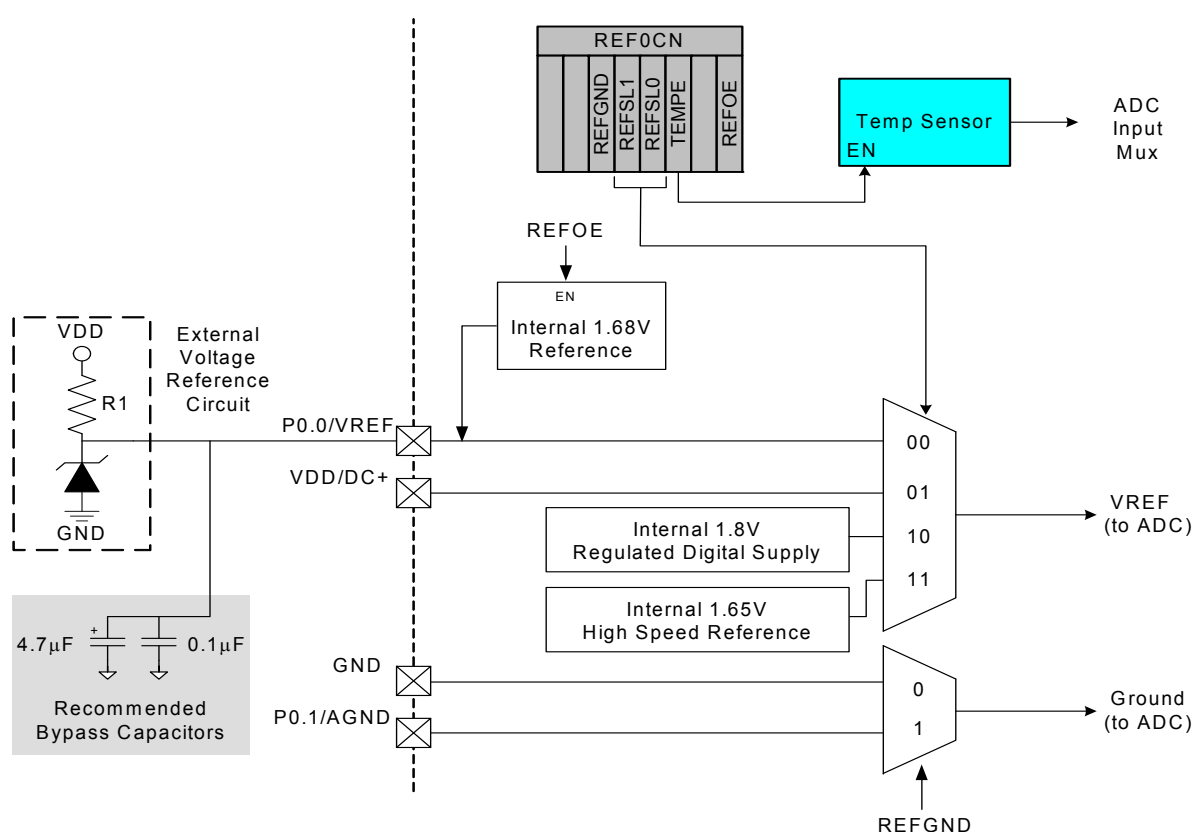 REF0CN
REFGND
REFSL1
REFSL0
TEMPE
REFOE
Temp Sensor
EN
ADC
Input
Mux
REFOE
EN
Internal 1.68V
Reference
VDD
R1
GND
External
Voltage
Reference
Circuit
P0.0/VREF
VDD/DC+
00
01
10
11
Internal 1.8V
Regulated Digital Supply
Internal 1.65V
High Speed Reference
VREF
(to ADC)
4.7μF
+
0.1μF
Recommended
Bypass Capacitors
GND
P0.1/AGND
0
1
Ground
(to ADC)
REFGND